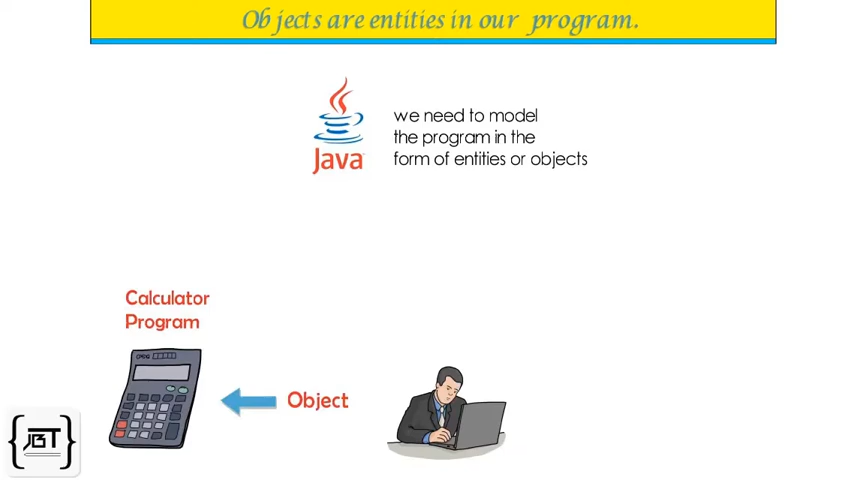 Objects are entities in our program.
Java
we need to model
the program in the
form of entities or objects
Calculator
Program
Object
{JBT}